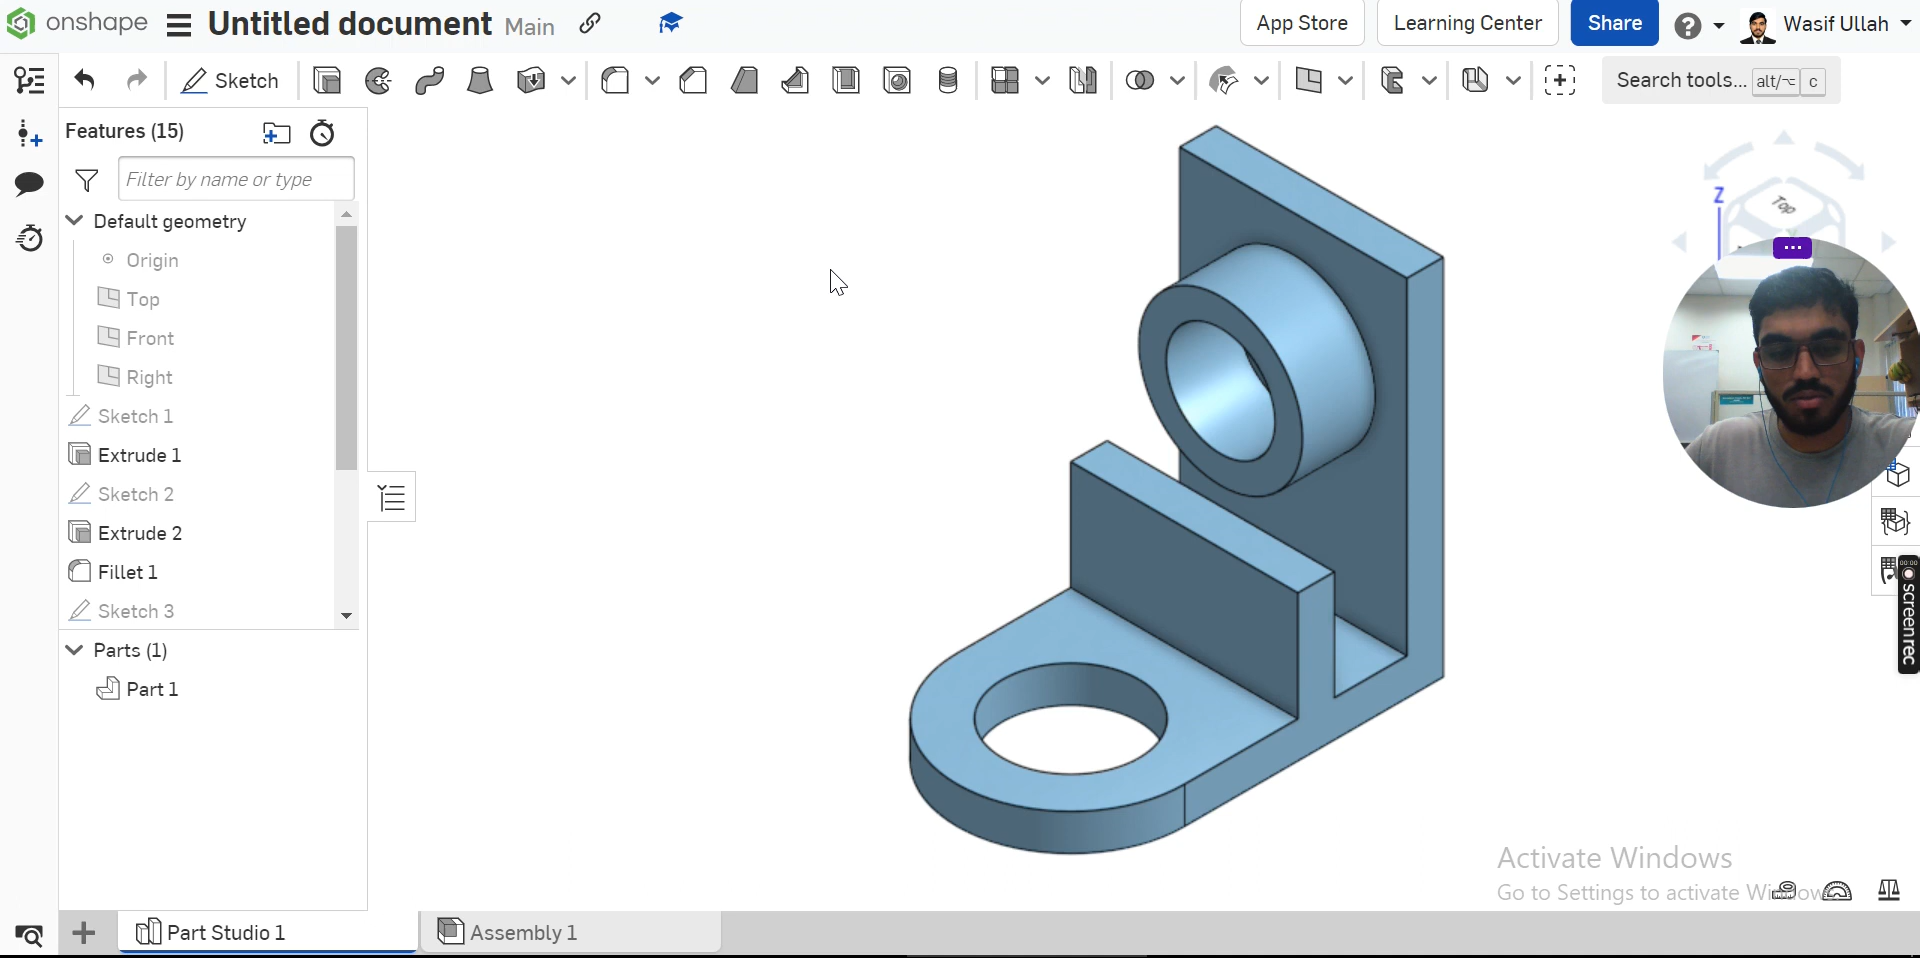 onshape
Untitled document Main
App Store
Learning Center
Share
Wasif Ullah
Sketch
Search tools... alt/⌥ c
Features (15)
Filter by name or type
Default geometry
Origin
Top
Front
Right
Sketch 1
Extrude 1
Sketch 2
Extrude 2
Fillet 1
Sketch 3
Parts (1)
Part 1
Z
Top
00:00
screenrec
Activate Windows
Go to Settings to activate Windows
Part Studio 1
Assembly 1